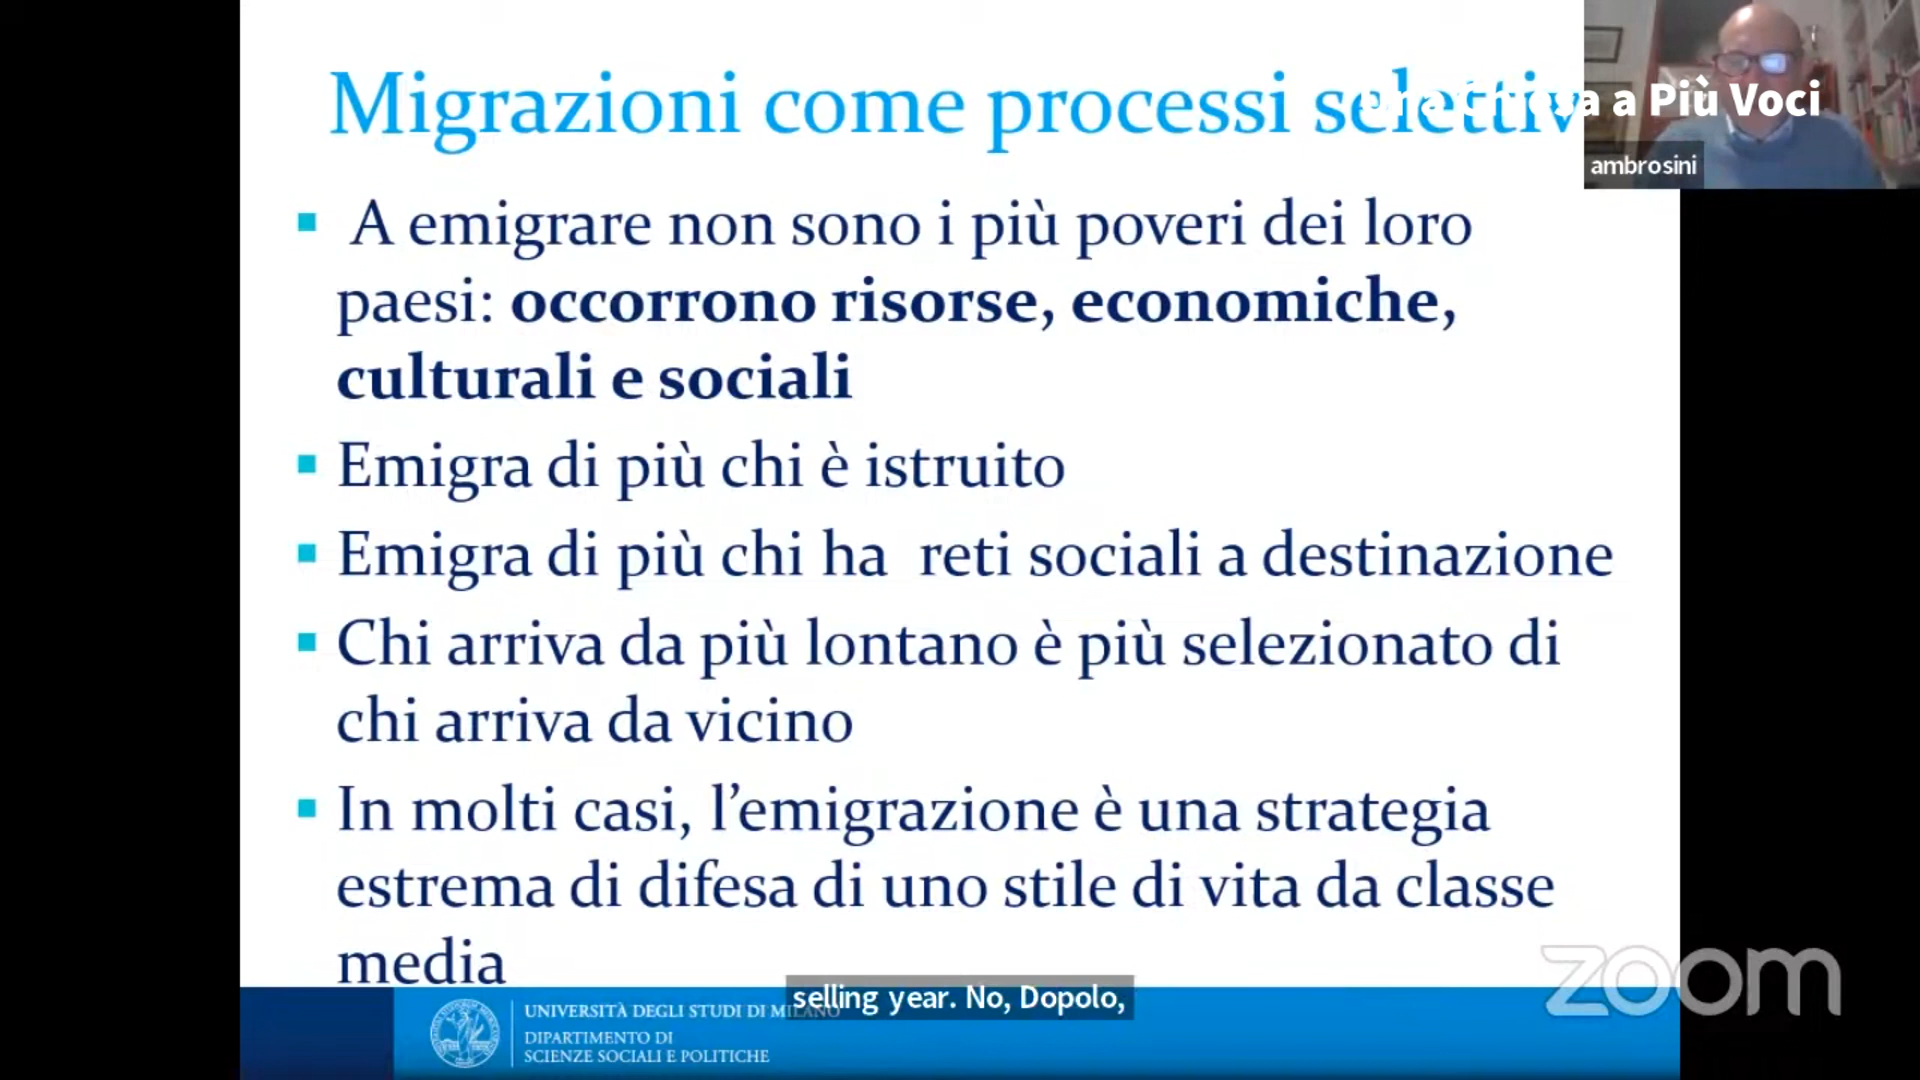 Migrazioni come processi selettiv
a Più Voci
ambrosini
A emigrare non sono i più poveri dei loro
paesi: occorrono risorse, economiche,
culturali e sociali
Emigra di più chi è istruito
Emigra di più chi ha reti sociali a destinazione
Chi arriva da più lontano è più selezionato di
chi arriva da vicino
In molti casi, l’emigrazione è una strategia
estrema di difesa di uno stile di vita da classe
media
selling year. No, Dopolo,
zoom
UNIVERSITÀ DEGLI STUDI DI MILANO
DIPARTIMENTO DI
SCIENZE SOCIALI E POLITICHE